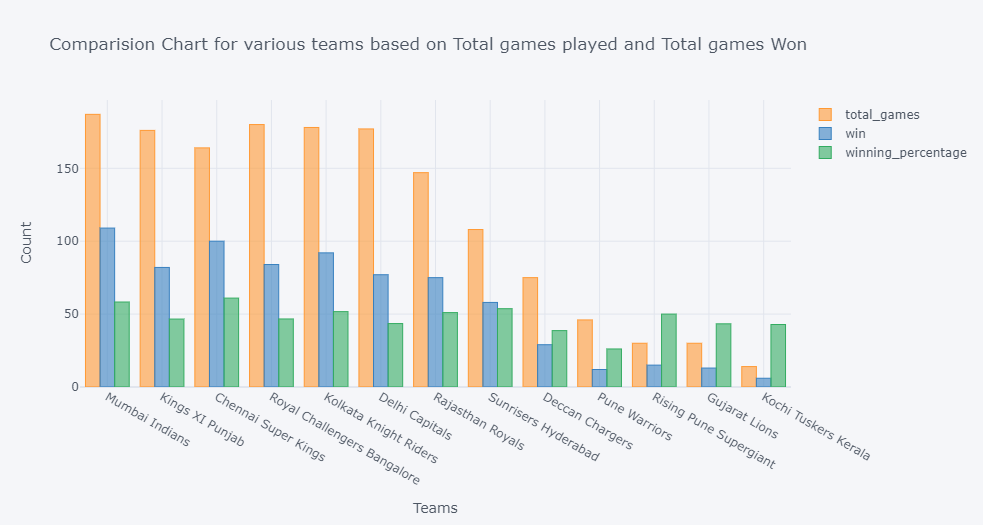 Comparision Chart for various teams based on Total games played and Total games Won
total_games
win
winning_percentage
150
100
50
0
Count
Mumbai Indians
Kings XI Punjab
Chennai Super Kings
Royal Challengers Bangalore
Kolkata Knight Riders
Delhi Capitals
Rajasthan Royals
Sunrisers Hyderabad
Deccan Chargers
Pune Warriors
Rising Pune Supergiant
Gujarat Lions
Kochi Tuskers Kerala
Teams